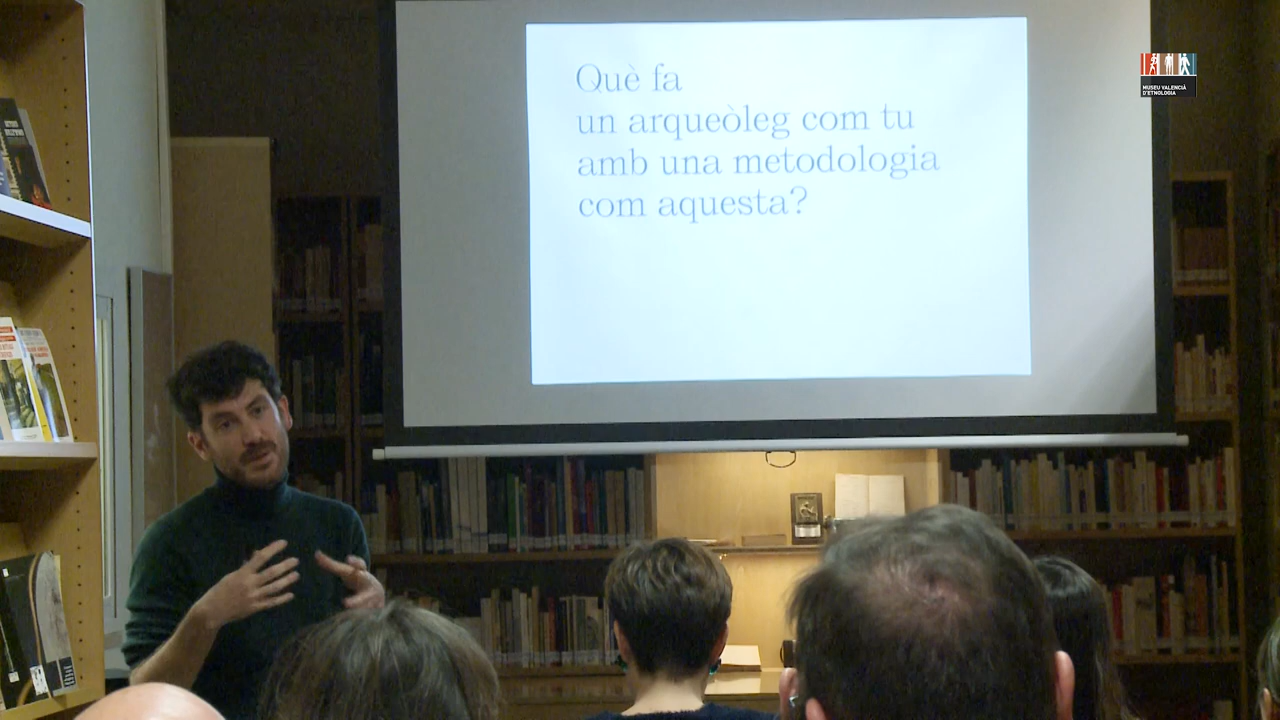 Què fa
un arqueòleg com tu
amb una metodologia
com aquesta?
MUSEU VALENCIÀ
D'ETNOLOGIA